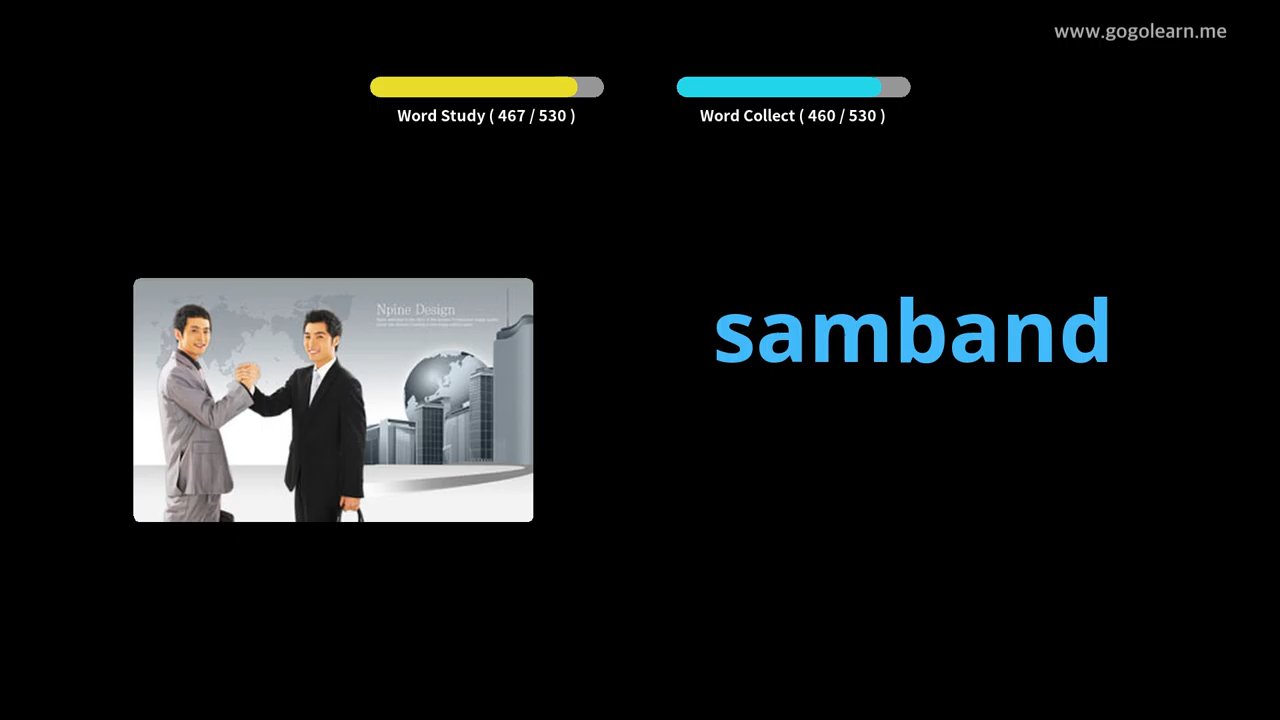 www.gogolearn.me
Word Study ( 467 / 530 )
Word Collect ( 460 / 530 )
Npine Design
samband